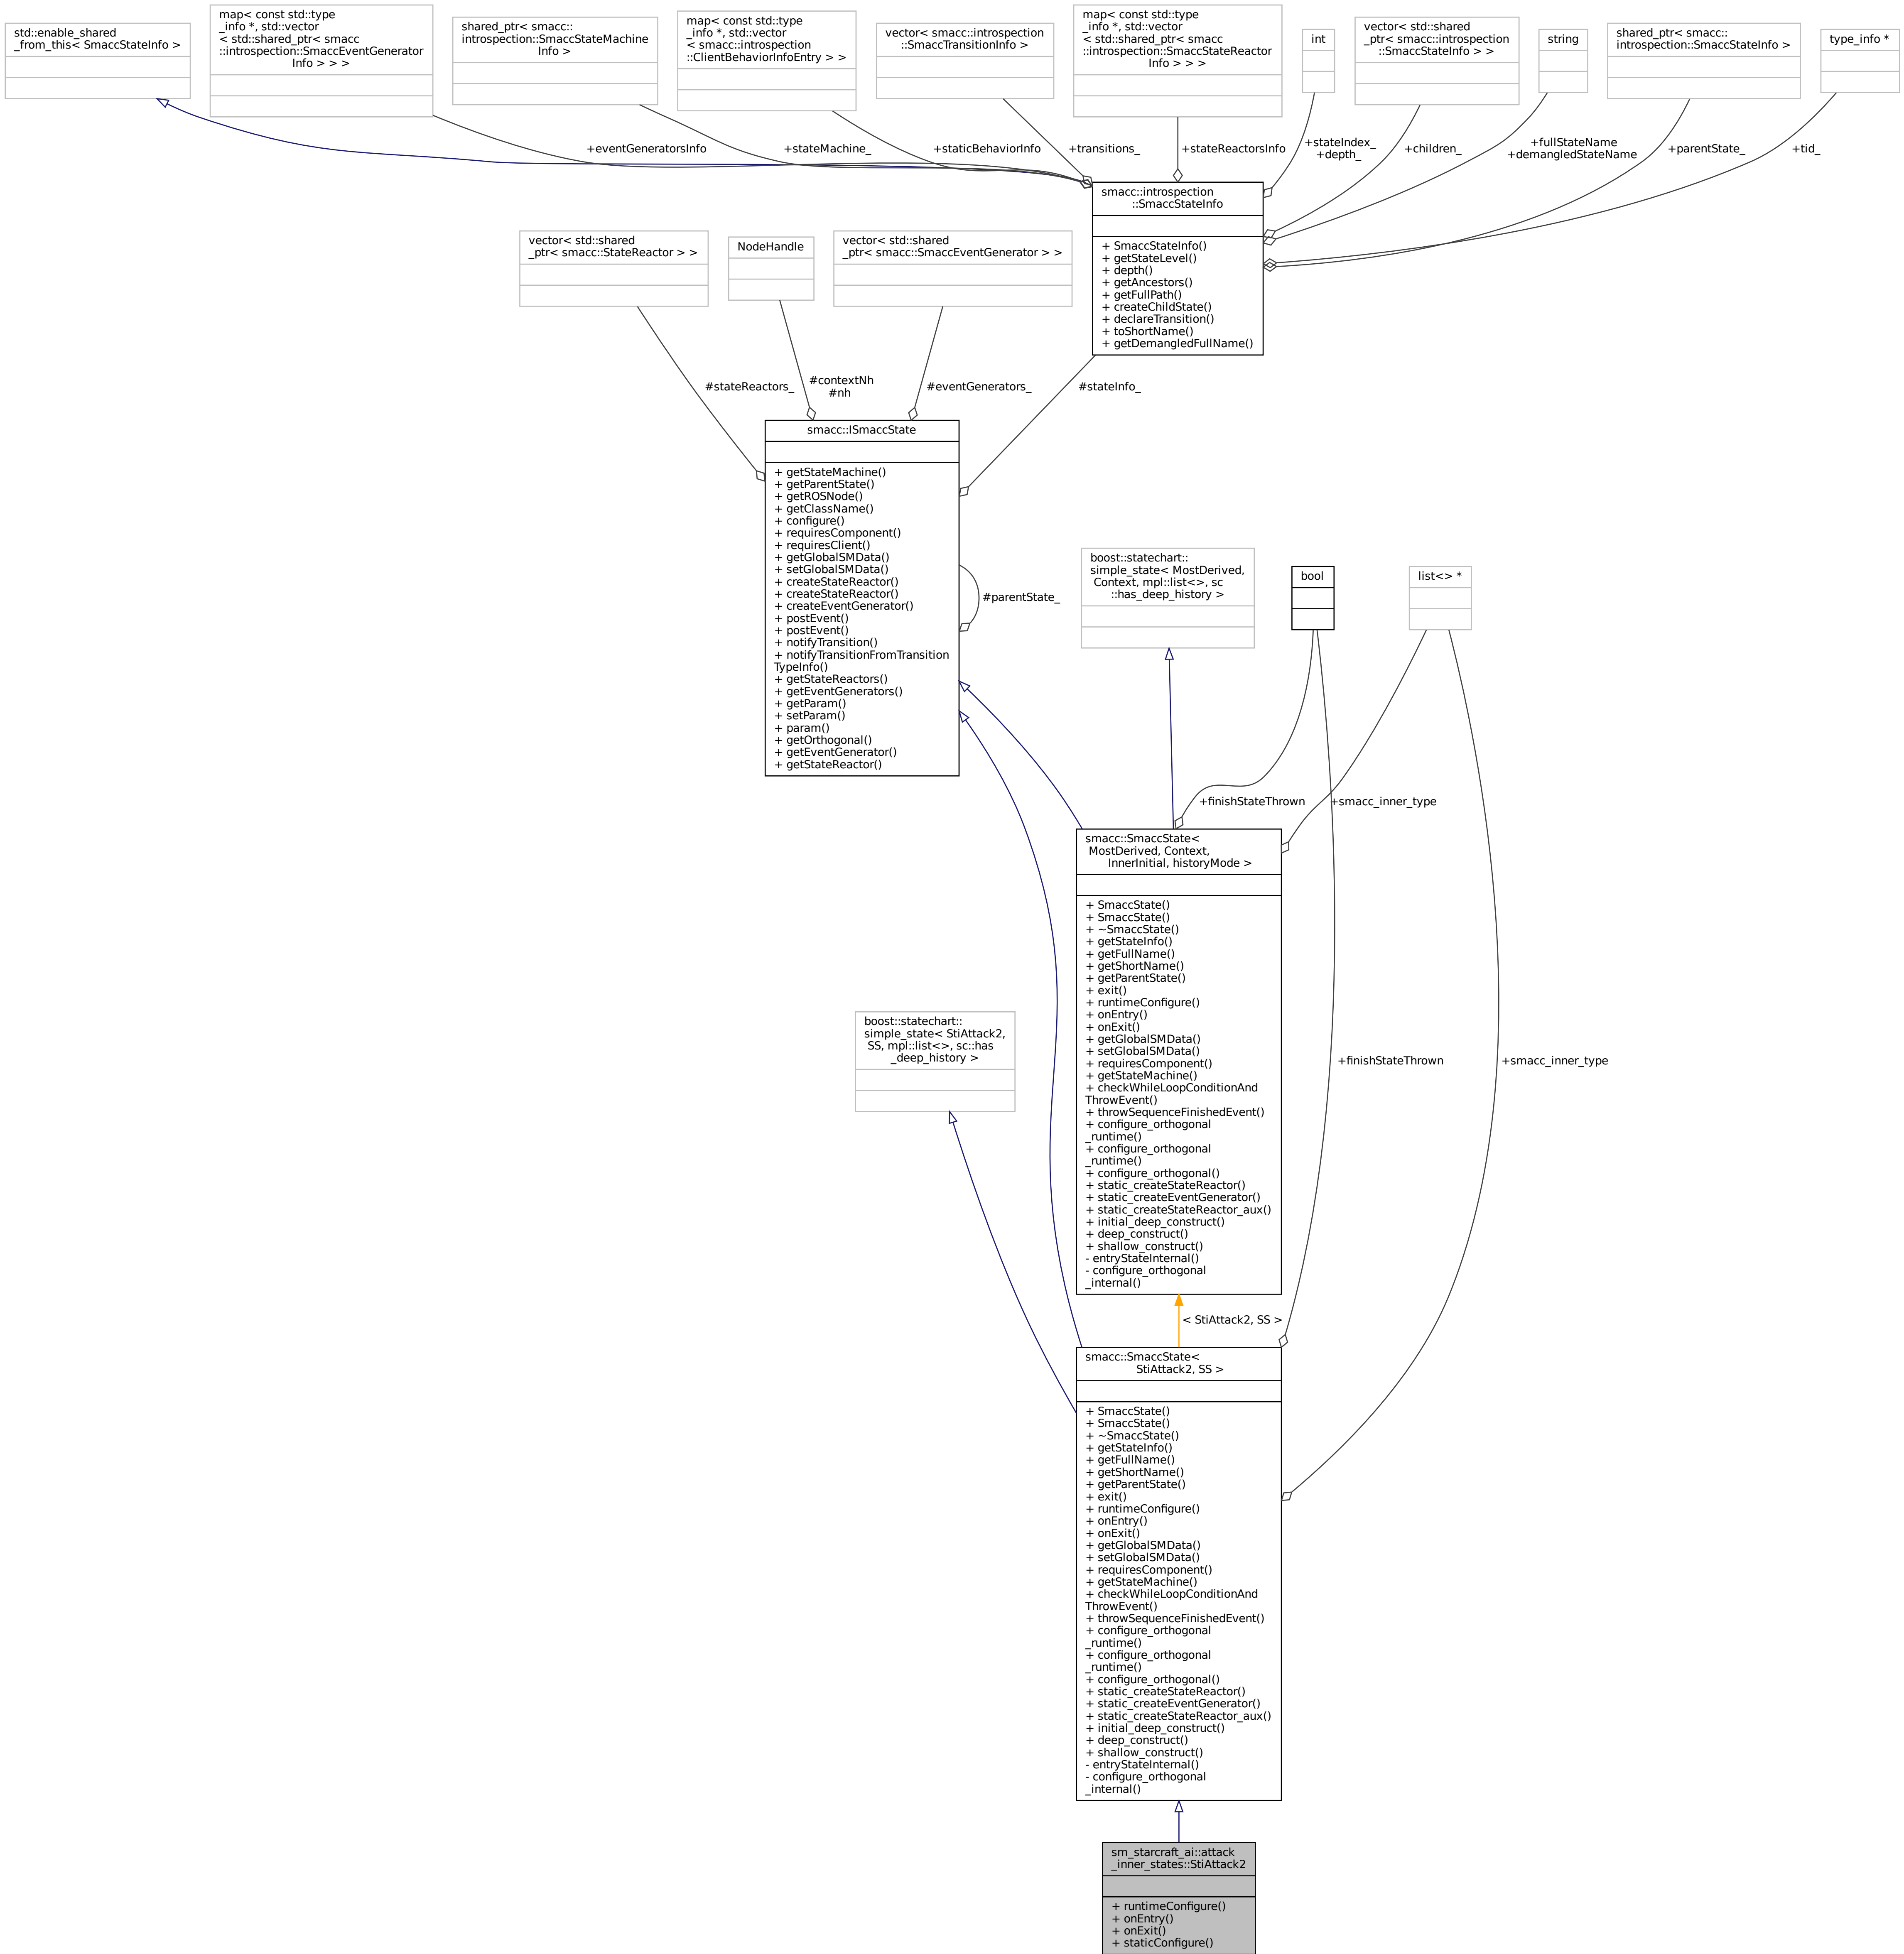 std::enable_shared
_from_this< SmaccStateInfo >
map< const std::type
_info *, std::vector
< std::shared_ptr< smacc
::introspection::SmaccEventGenerator
Info > > >
shared_ptr< smacc::
introspection::SmaccStateMachine
Info >
map< const std::type
_info *, std::vector
< smacc::introspection
::ClientBehaviorInfoEntry > >
vector< smacc::introspection
::SmaccTransitionInfo >
map< const std::type
_info *, std::vector
< std::shared_ptr< smacc
::introspection::SmaccStateReactor
Info > > >
int
vector< std::shared
_ptr< smacc::introspection
::SmaccStateInfo > >
string
shared_ptr< smacc::
introspection::SmaccStateInfo >
type_info *
+eventGeneratorsInfo
+stateMachine_
+staticBehaviorInfo
+transitions_
+stateReactorsInfo
+stateIndex_
+depth_
+children_
+fullStateName
+demangledStateName
+parentState_
+tid_
smacc::introspection
::SmaccStateInfo
+ SmaccStateInfo()
+ getStateLevel()
+ depth()
+ getAncestors()
+ getFullPath()
+ createChildState()
+ declareTransition()
+ toShortName()
+ getDemangledFullName()
vector< std::shared
_ptr< smacc::StateReactor > >
NodeHandle
vector< std::shared
_ptr< smacc::SmaccEventGenerator > >
#stateReactors_
#contextNh
#nh
#eventGenerators_
#stateInfo_
smacc::ISmaccState
+ getStateMachine()
+ getParentState()
+ getROSNode()
+ getClassName()
+ configure()
+ requiresComponent()
+ requiresClient()
+ getGlobalSMData()
+ setGlobalSMData()
+ createStateReactor()
+ createStateReactor()
+ createEventGenerator()
+ postEvent()
+ postEvent()
+ notifyTransition()
+ notifyTransitionFromTransition
TypeInfo()
+ getStateReactors()
+ getEventGenerators()
+ getParam()
+ setParam()
+ param()
+ getOrthogonal()
+ getEventGenerator()
+ getStateReactor()
#parentState_
boost::statechart::
simple_state< MostDerived,
Context, mpl::list<>, sc
::has_deep_history >
bool
list<> *
+finishStateThrown
+smacc_inner_type
smacc::SmaccState<
MostDerived, Context,
InnerInitial, historyMode >
+ SmaccState()
+ SmaccState()
+ ~SmaccState()
+ getStateInfo()
+ getFullName()
+ getShortName()
+ getParentState()
+ exit()
+ runtimeConfigure()
+ onEntry()
+ onExit()
+ getGlobalSMData()
+ setGlobalSMData()
+ requiresComponent()
+ getStateMachine()
+ checkWhileLoopConditionAnd
ThrowEvent()
+ throwSequenceFinishedEvent()
+ configure_orthogonal
_runtime()
+ configure_orthogonal
_runtime()
+ configure_orthogonal()
+ static_createStateReactor()
+ static_createEventGenerator()
+ static_createStateReactor_aux()
+ initial_deep_construct()
+ deep_construct()
+ shallow_construct()
- entryStateInternal()
- configure_orthogonal
_internal()
boost::statechart::
simple_state< StiAttack2,
SS, mpl::list<>, sc::has
_deep_history >
+finishStateThrown
+smacc_inner_type
< StiAttack2, SS >
smacc::SmaccState<
StiAttack2, SS >
+ SmaccState()
+ SmaccState()
+ ~SmaccState()
+ getStateInfo()
+ getFullName()
+ getShortName()
+ getParentState()
+ exit()
+ runtimeConfigure()
+ onEntry()
+ onExit()
+ getGlobalSMData()
+ setGlobalSMData()
+ requiresComponent()
+ getStateMachine()
+ checkWhileLoopConditionAnd
ThrowEvent()
+ throwSequenceFinishedEvent()
+ configure_orthogonal
_runtime()
+ configure_orthogonal
_runtime()
+ configure_orthogonal()
+ static_createStateReactor()
+ static_createEventGenerator()
+ static_createStateReactor_aux()
+ initial_deep_construct()
+ deep_construct()
+ shallow_construct()
- entryStateInternal()
- configure_orthogonal
_internal()
sm_starcraft_ai::attack
_inner_states::StiAttack2
+ runtimeConfigure()
+ onEntry()
+ onExit()
+ staticConfigure()